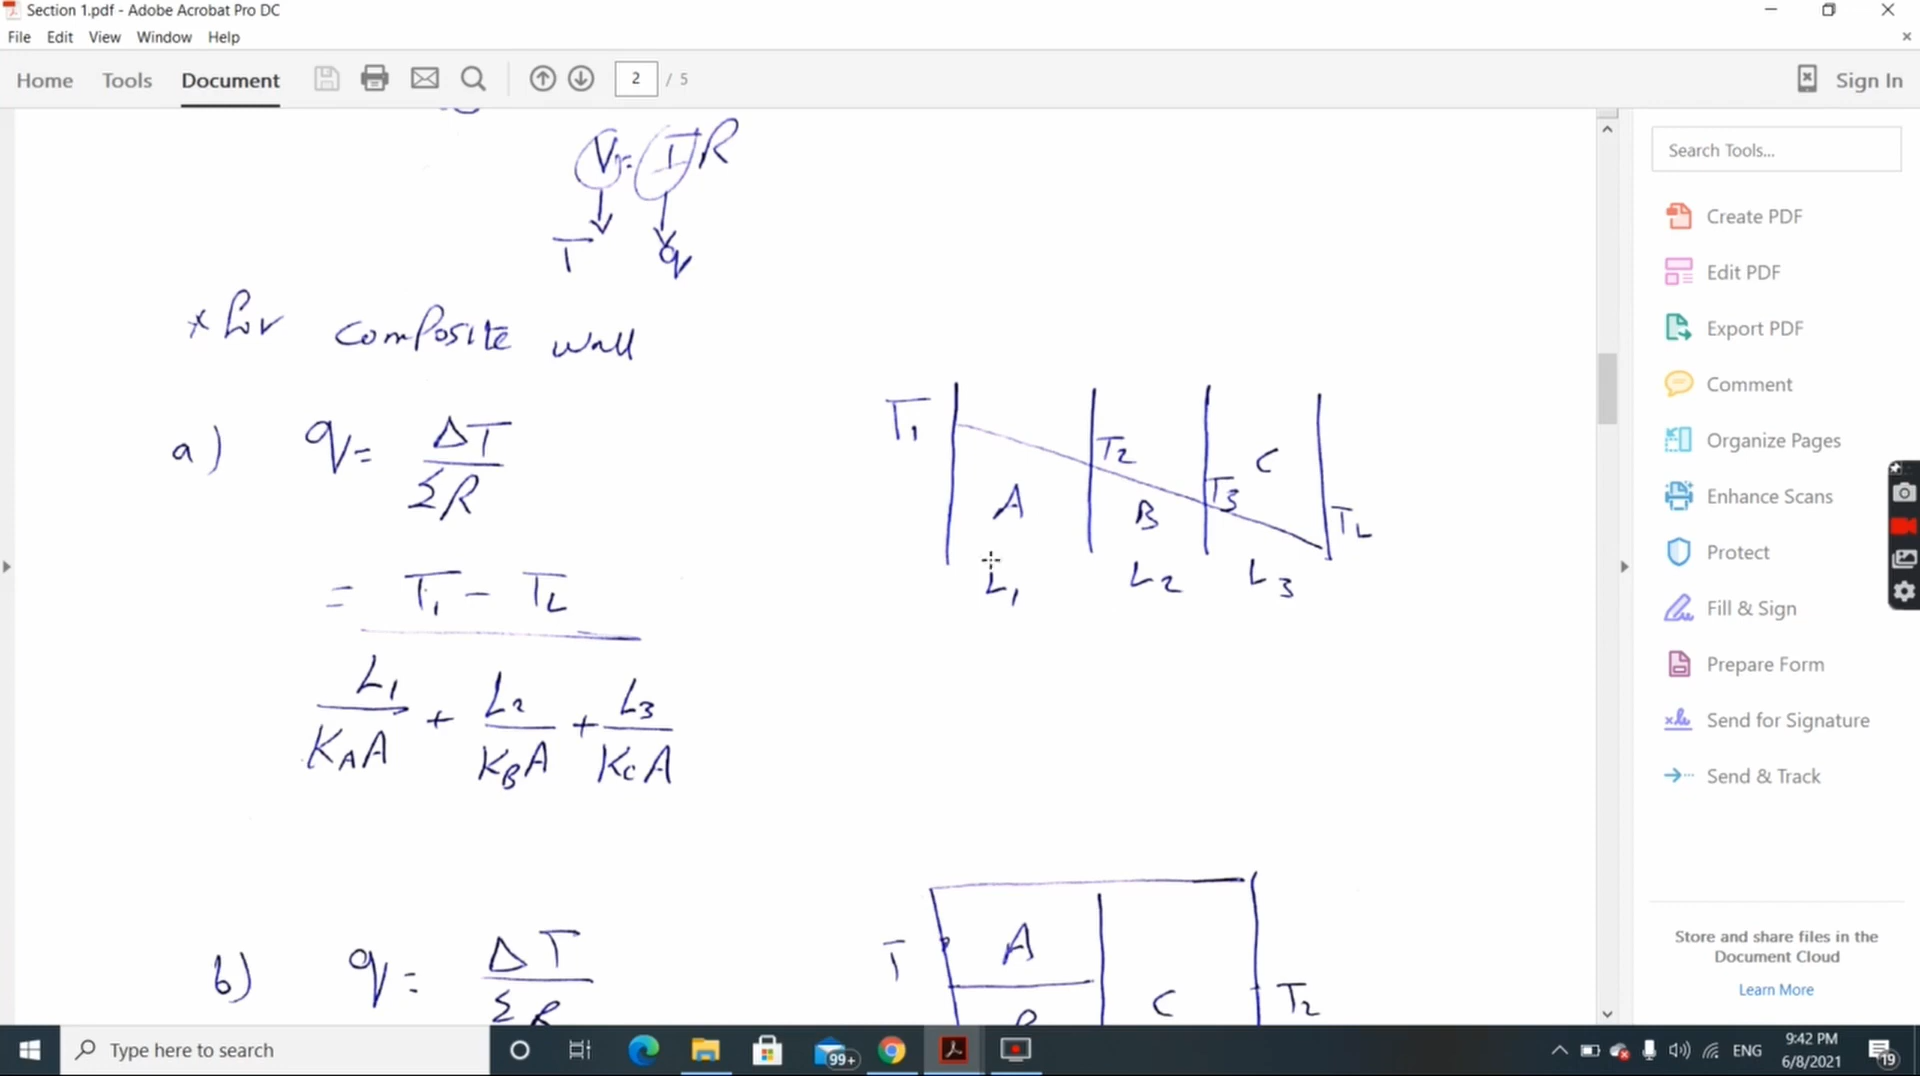 Section 1.pdf - Adobe Acrobat Pro DC
File Edit View Window Help
Home Tools Document 2 / 5 Sign In
V = I R
T q
* for composite wall
a) q = ΔT
ΣR
= T1 - TL
L1 + L2 + L3
KAA KBA KCA
T1 T2 T3 TL
A B C
L1 L2 L3
b) q = ΔT
ΣR
T A
B C T2
Search Tools...
Create PDF
Edit PDF
Export PDF
Comment
Organize Pages
Enhance Scans
Protect
Fill & Sign
Prepare Form
Send for Signature
Send & Track
Store and share files in the
Document Cloud
Learn More
Type here to search
99+
ENG
9:42 PM
6/8/2021
19